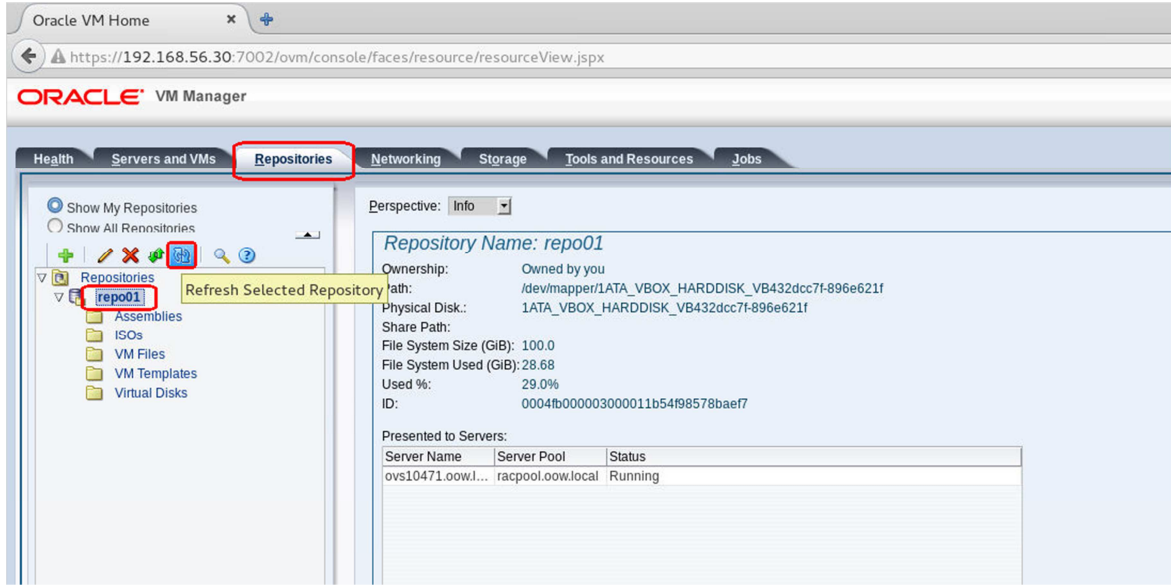 Oracle VM Home
https://192.168.56.30:7002/ovm/console/faces/resource/resourceView.jspx
ORACLE VM Manager
Health Servers and VMs Repositories Networking Storage Tools and Resources Jobs
Show My Repositories
Show All Repositories
Repositories
repo01
Assemblies
ISOs
VM Files
VM Templates
Virtual Disks
Refresh Selected Repository
Perspective: Info
Repository Name: repo01
Ownership: Owned by you
Path: /dev/mapper/1ATA_VBOX_HARDDISK_VB432dcc7f-896e621f
Physical Disk.: 1ATA_VBOX_HARDDISK_VB432dcc7f-896e621f
Share Path:
File System Size (GiB): 100.0
File System Used (GiB): 28.68
Used %: 29.0%
ID: 0004fb000003000011b54f98578baef7
Presented to Servers:
Server Name Server Pool Status
ovs10471.oow.l... racpool.oow.local Running